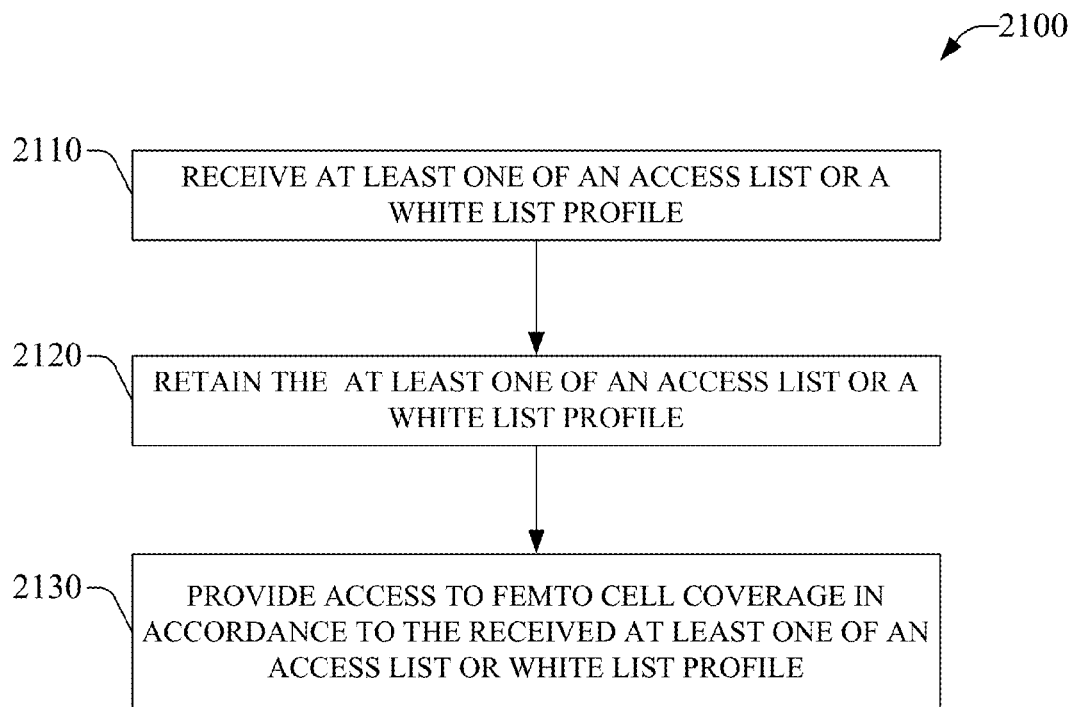 2100
2110
RECEIVE AT LEAST ONE OF AN ACCESS LIST OR A
WHITE LIST PROFILE
2120
RETAIN THE AT LEAST ONE OF AN ACCESS LIST OR A
WHITE LIST PROFILE
2130
PROVIDE ACCESS TO FEMTO CELL COVERAGE IN
ACCORDANCE TO THE RECEIVED AT LEAST ONE OF AN
ACCESS LIST OR WHITE LIST PROFILE